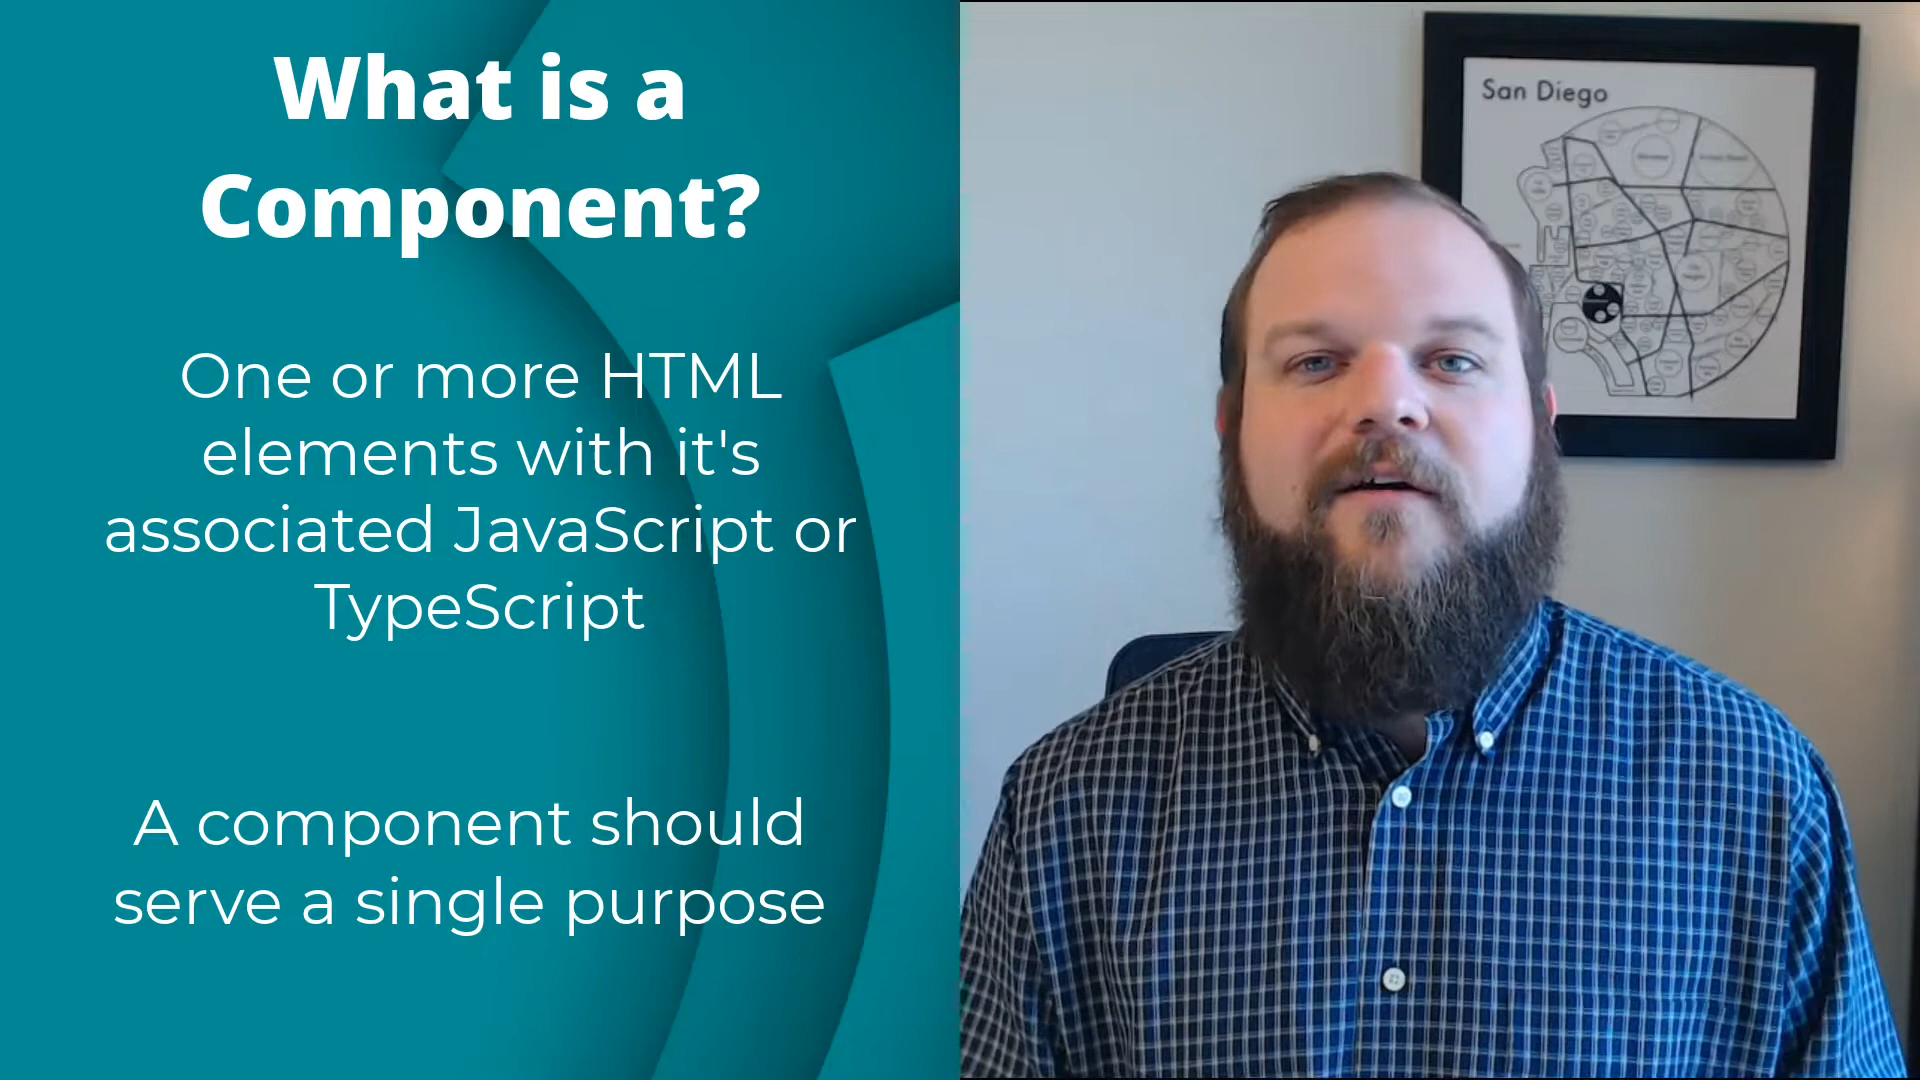 What is a
Component?
One or more HTML
elements with it's
associated JavaScript or
TypeScript
A component should
serve a single purpose
San Diego